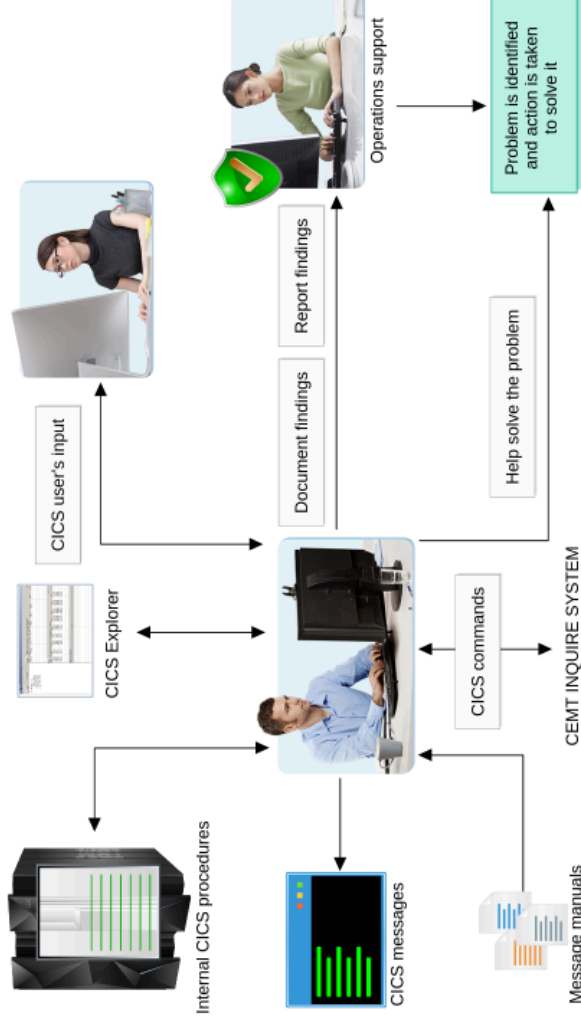 Internal CICS procedures
CICS Explorer
CICS user's input
CICS messages
Document findings
Report findings
Operations support
Message manuals
CICS commands
CEMT INQUIRE SYSTEM
Help solve the problem
Problem is identified
and action is taken
to solve it